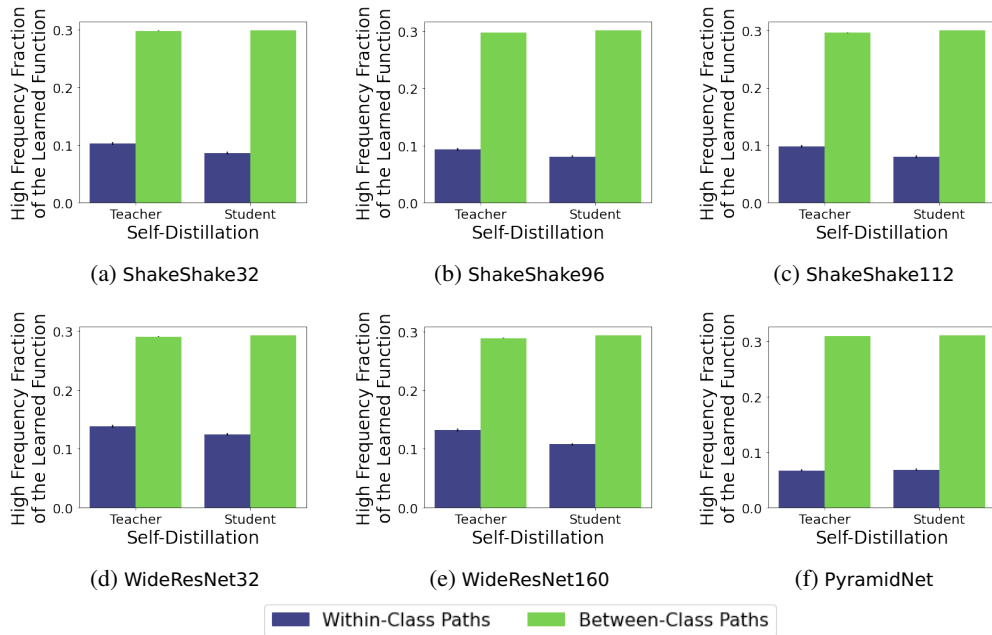 High Frequency Fraction
of the Learned Function
0.3
0.2
0.1
0.0
Teacher
Student
Self-Distillation
(a) ShakeShake32
High Frequency Fraction
of the Learned Function
0.3
0.2
0.1
0.0
Teacher
Student
Self-Distillation
(b) ShakeShake96
High Frequency Fraction
of the Learned Function
0.3
0.2
0.1
0.0
Teacher
Student
Self-Distillation
(c) ShakeShake112
High Frequency Fraction
of the Learned Function
0.3
0.2
0.1
0.0
Teacher
Student
Self-Distillation
(d) WideResNet32
High Frequency Fraction
of the Learned Function
0.3
0.2
0.1
0.0
Teacher
Student
Self-Distillation
(e) WideResNet160
High Frequency Fraction
of the Learned Function
0.3
0.2
0.1
0.0
Teacher
Student
Self-Distillation
(f) PyramidNet
Within-Class Paths
Between-Class Paths